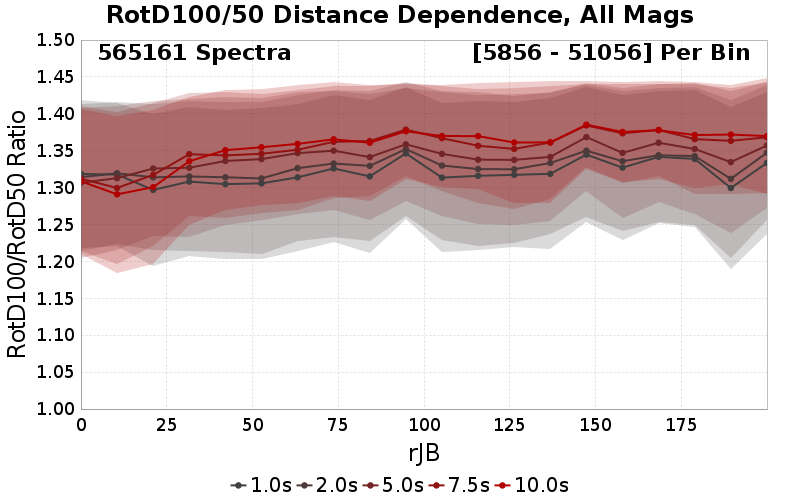 RotD100/50 Distance Dependence, All Mags
565161 Spectra
[5856 - 51056] Per Bin
RotD100/RotD50 Ratio
1.50
1.45
1.40
1.35
1.30
1.25
1.20
1.15
1.10
1.05
1.00
0 25 50 75 100 125 150 175
rJB
1.0s 2.0s 5.0s 7.5s 10.0s